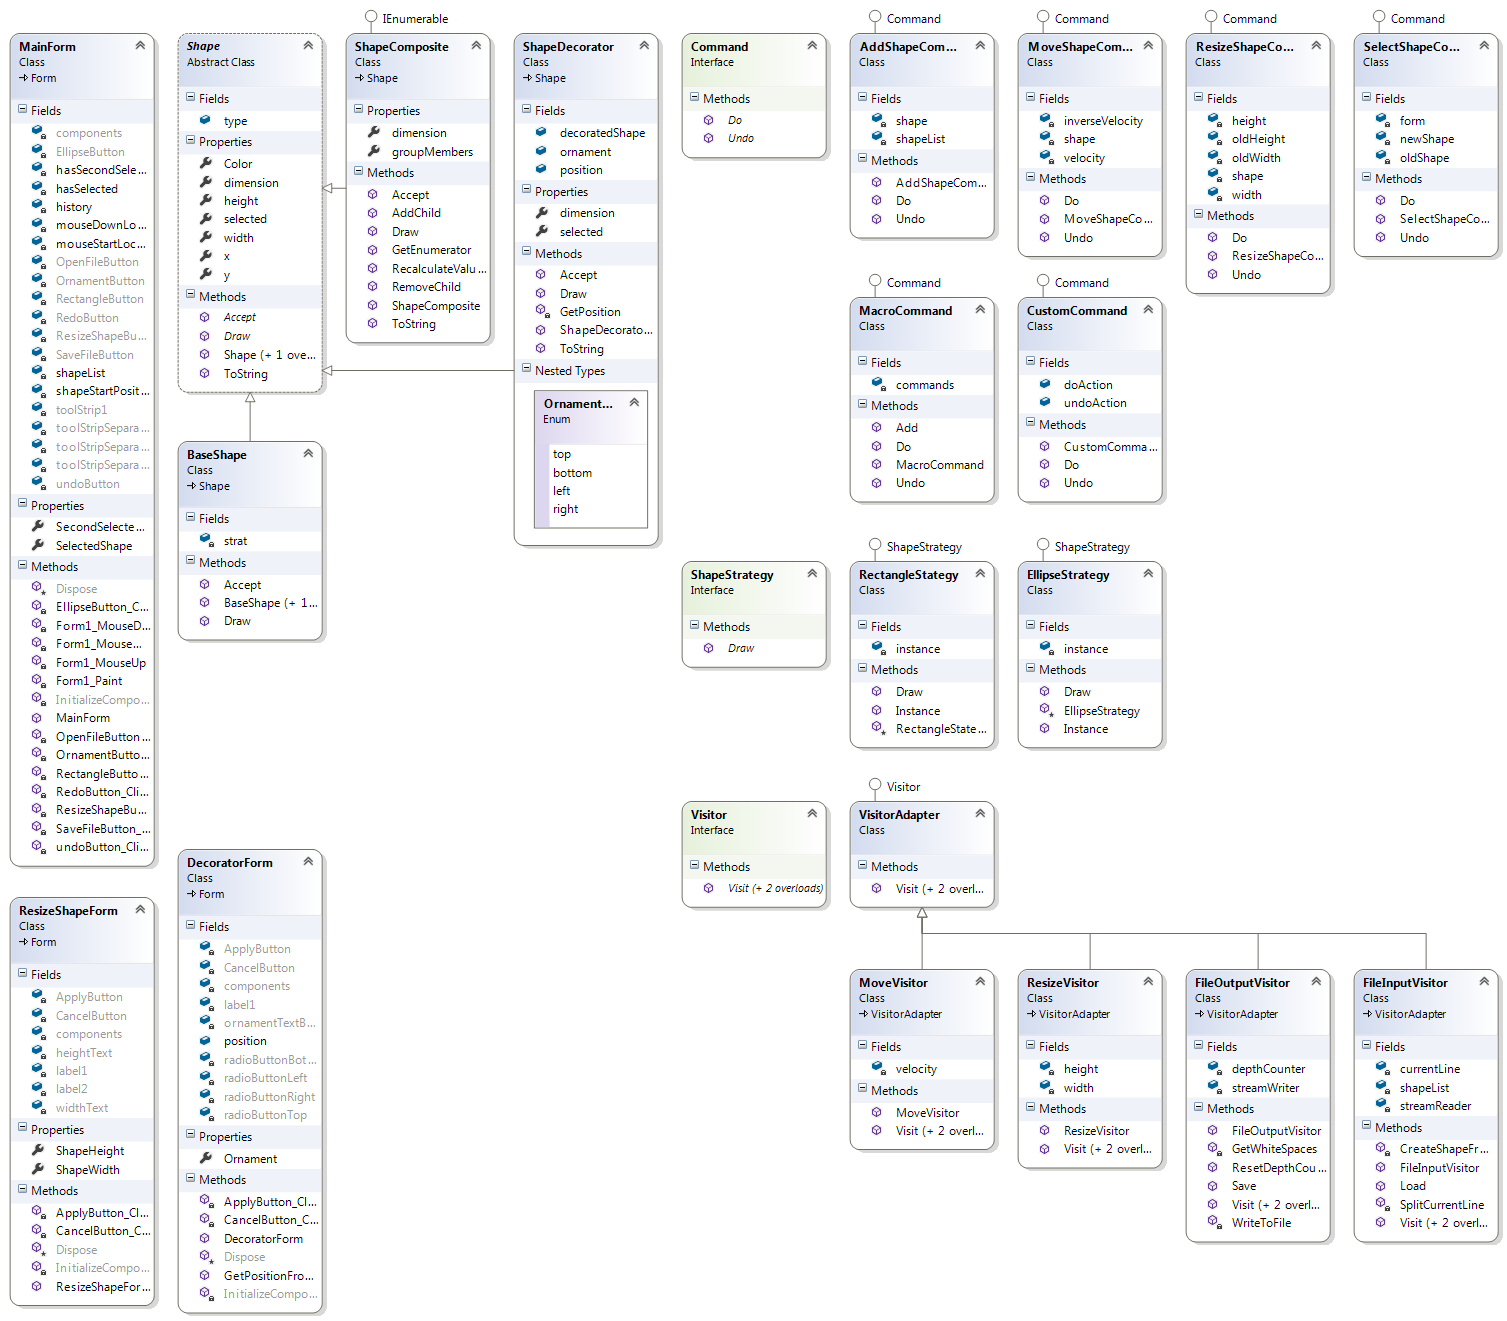 MainForm
Class
Form
Fields
components
EllipseButton
hasSecondSele...
hasSelected
history
mouseDownLo...
mouseStartLoc...
OpenFileButton
OrnamentButton
RectangleButton
RedoButton
ResizeShapeBu...
SaveFileButton
shapeList
shapeStartPosit...
toolStrip1
toolStripSepara...
toolStripSepara...
toolStripSepara...
undoButton
Properties
SecondSelecte...
SelectedShape
Methods
Dispose
EllipseButton_C...
Form1_MouseD...
Form1_Mouse...
Form1_MouseUp
Form1_Paint
InitializeCompo...
MainForm
OpenFileButton...
OrnamentButto...
RectangleButto...
RedoButton_Cli...
ResizeShapeBu...
SaveFileButton_...
undoButton_Cli...
ResizeShapeForm
Class
Form
Fields
ApplyButton
CancelButton
components
heightText
label1
label2
widthText
Properties
ShapeHeight
ShapeWidth
Methods
ApplyButton_Cl...
CancelButton_C...
Dispose
InitializeCompo...
ResizeShapeFor...
Shape
Abstract Class
Fields
type
Properties
Color
dimension
height
selected
width
x
y
Methods
Accept
Draw
Shape (+ 1 ove...
ToString
BaseShape
Class
Shape
Fields
strat
Methods
Accept
BaseShape (+ 1...
Draw
DecoratorForm
Class
Form
Fields
ApplyButton
CancelButton
components
label1
ornamentTextB...
position
radioButtonBot...
radioButtonLeft
radioButtonRight
radioButtonTop
Properties
Ornament
Methods
ApplyButton_Cl...
CancelButton_C...
DecoratorForm
Dispose
GetPositionFro...
InitializeCompo...
IEnumerable
ShapeComposite
Class
Shape
Properties
dimension
groupMembers
Methods
Accept
AddChild
Draw
GetEnumerator
RecalculateValu...
RemoveChild
ShapeComposite
ToString
ShapeDecorator
Class
Shape
Fields
decoratedShape
ornament
position
Properties
dimension
selected
Methods
Accept
Draw
GetPosition
ShapeDecorato...
ToString
Nested Types
Ornament...
Enum
top
bottom
left
right
Command
Interface
Methods
Do
Undo
Command
AddShapeCom...
Class
Fields
shape
shapeList
Methods
AddShapeCom...
Do
Undo
Command
MoveShapeCom...
Class
Fields
inverseVelocity
shape
velocity
Methods
Do
MoveShapeCo...
Undo
Command
ResizeShapeCo...
Class
Fields
height
oldHeight
oldWidth
shape
width
Methods
Do
ResizeShapeCo...
Undo
Command
SelectShapeCo...
Class
Fields
form
newShape
oldShape
Methods
Do
SelectShapeCo...
Undo
Command
MacroCommand
Class
Fields
commands
Methods
Add
Do
MacroCommand
Undo
Command
CustomCommand
Class
Fields
doAction
undoAction
Methods
CustomComma...
Do
Undo
ShapeStrategy
Interface
Methods
Draw
ShapeStrategy
RectangleStategy
Class
Fields
instance
Methods
Draw
Instance
RectangleState...
ShapeStrategy
EllipseStrategy
Class
Fields
instance
Methods
Draw
EllipseStrategy
Instance
Visitor
Interface
Methods
Visit (+ 2 overloads)
Visitor
VisitorAdapter
Class
Methods
Visit (+ 2 overl...
MoveVisitor
Class
VisitorAdapter
Fields
velocity
Methods
MoveVisitor
Visit (+ 2 overl...
ResizeVisitor
Class
VisitorAdapter
Fields
height
width
Methods
ResizeVisitor
Visit (+ 2 overl...
FileOutputVisitor
Class
VisitorAdapter
Fields
depthCounter
streamWriter
Methods
FileOutputVisitor
GetWhiteSpaces
ResetDepthCou...
Save
Visit (+ 2 overl...
WriteToFile
FileInputVisitor
Class
VisitorAdapter
Fields
currentLine
shapeList
streamReader
Methods
CreateShapeFr...
FileInputVisitor
Load
SplitCurrentLine
Visit (+ 2 overl...